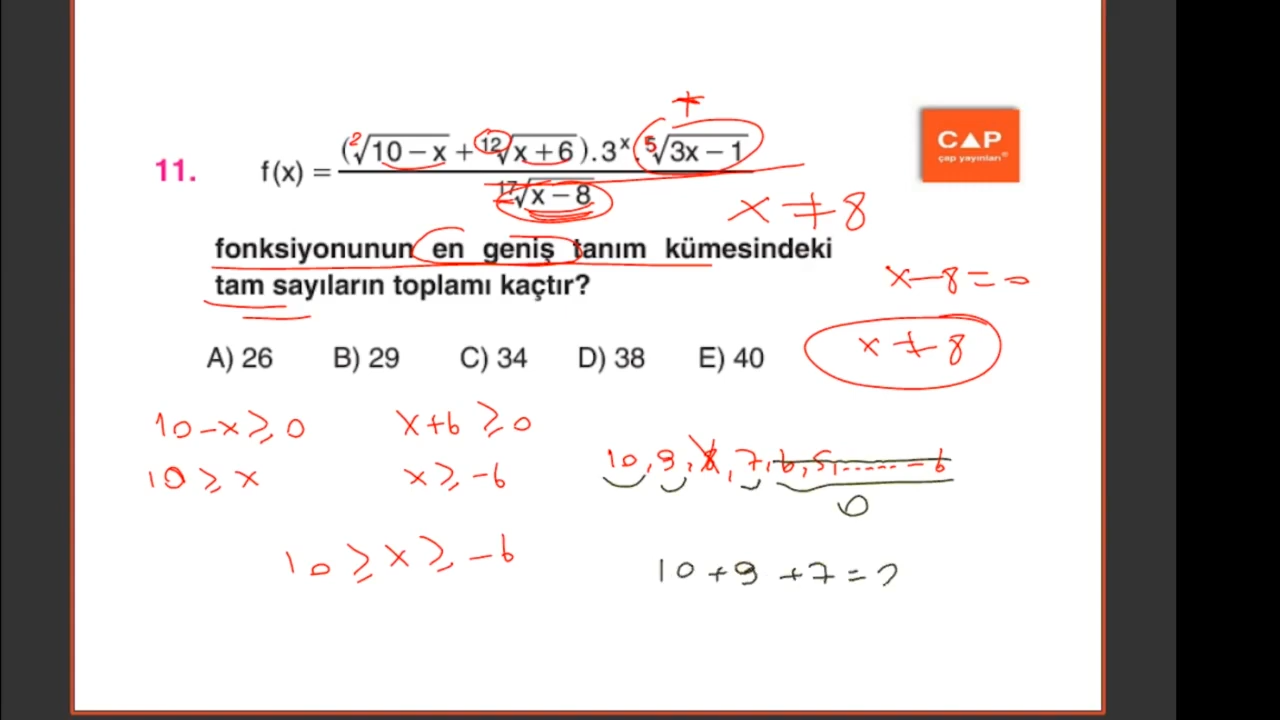 +
11. f(x) = (²√10 − x + ¹²√x + 6 ) . 3ˣ . ⁵√3x − 1
¹⁷√x − 8
x ≠ 8
CAP
çap yayınları®
fonksiyonunun en geniş tanım kümesindeki
tam sayıların toplamı kaçtır?
x − 8 = 0
x ≠ 8
A) 26 B) 29 C) 34 D) 38 E) 40
10 − x ≥ 0 x + 6 ≥ 0
10 ≥ x x ≥ −6
10, 9, 8, 7, 6, 5, ...... −6
0
10 ≥ x ≥ −6
10 + 9 + 7 = 2